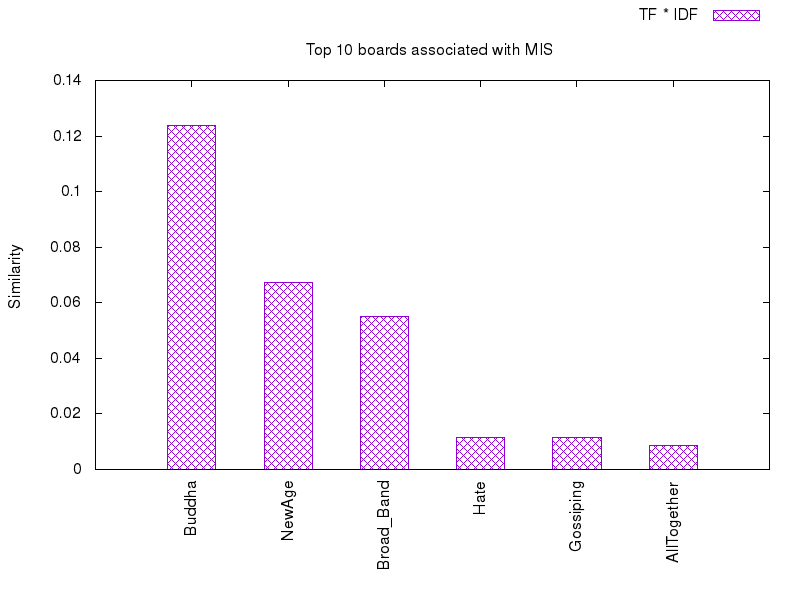 TF * IDF
Top 10 boards associated with MIS
0.14
0.12
0.1
0.08
0.06
0.04
0.02
0
Similarity
Buddha
NewAge
Broad_Band
Hate
Gossiping
AllTogether